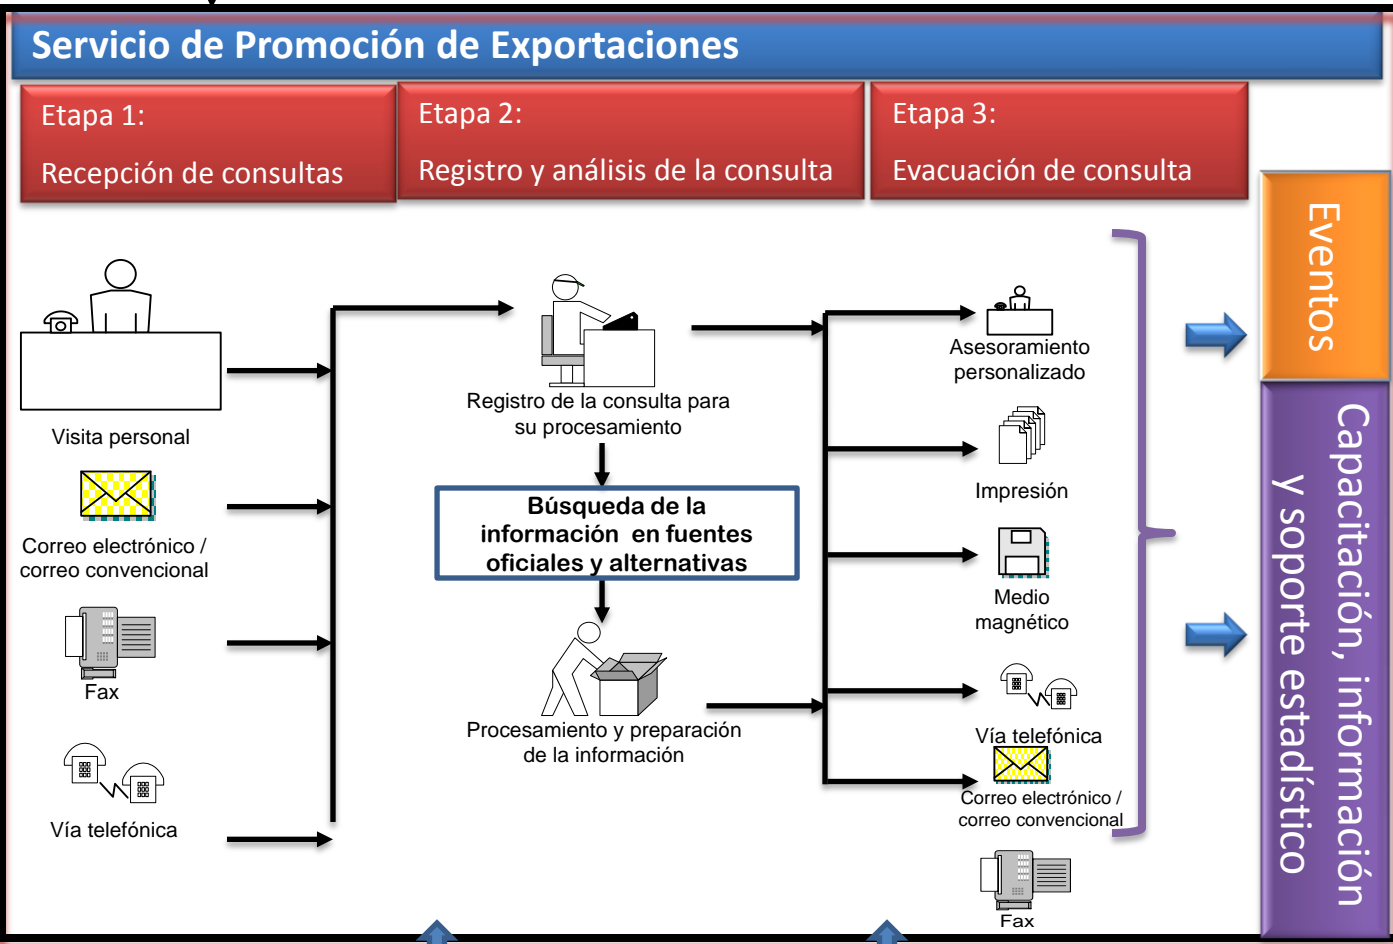 Servicio de Promoción de Exportaciones
Etapa 1:
Recepción de consultas
Etapa 2:
Registro y análisis de la consulta
Etapa 3:
Evacuación de consulta
Visita personal
Correo electrónico /
correo convencional
Fax
Vía telefónica
Registro de la consulta para
su procesamiento
Búsqueda de la
información en fuentes
oficiales y alternativas
Procesamiento y preparación
de la información
Asesoramiento
personalizado
Impresión
Medio
magnético
Vía telefónica
Correo electrónico /
correo convencional
Fax
Eventos
Capacitación, información
y soporte estadístico